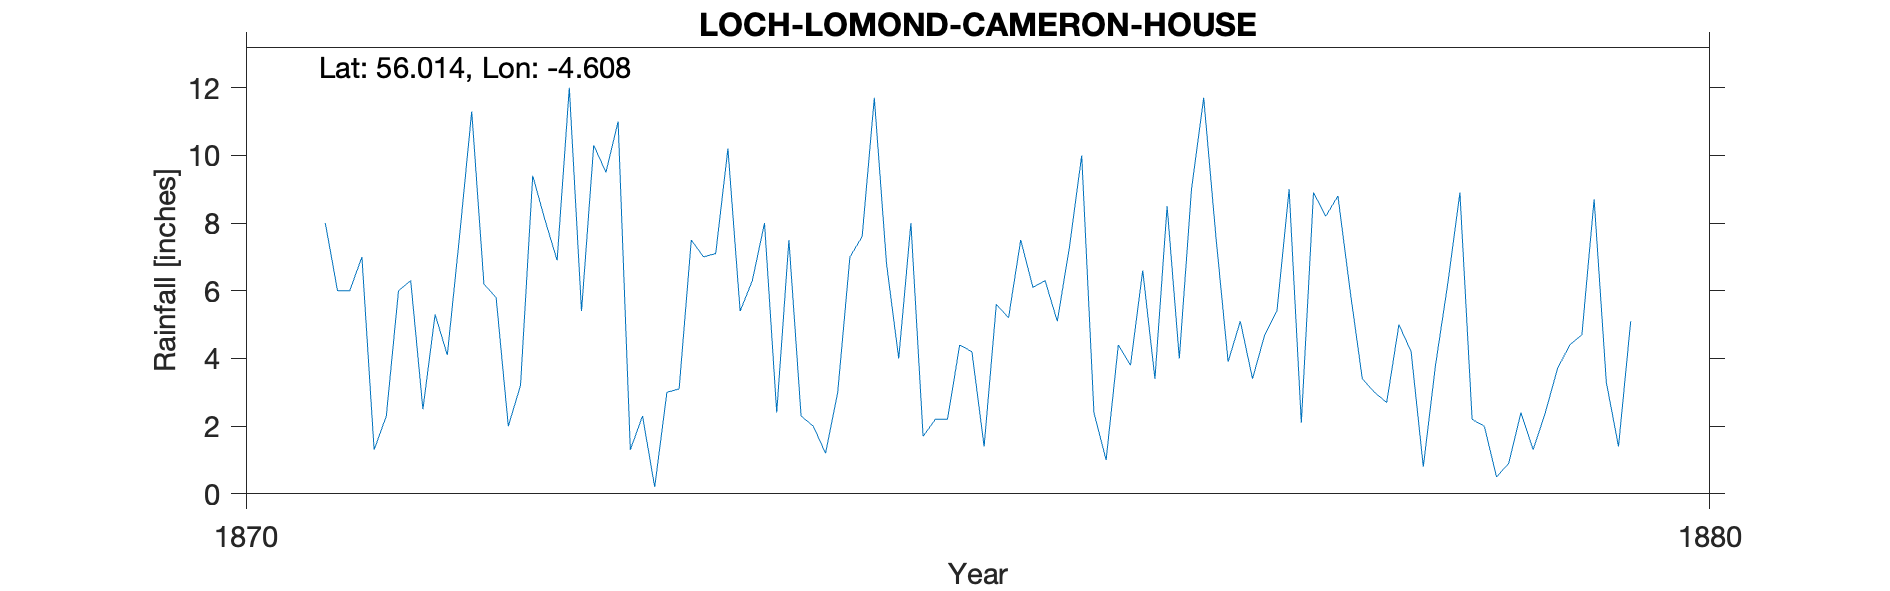 LOCH-LOMOND-CAMERON-HOUSE
Lat: 56.014, Lon: -4.608
12
10
8
6
4
2
0
Rainfall [inches]
1870
1880
Year